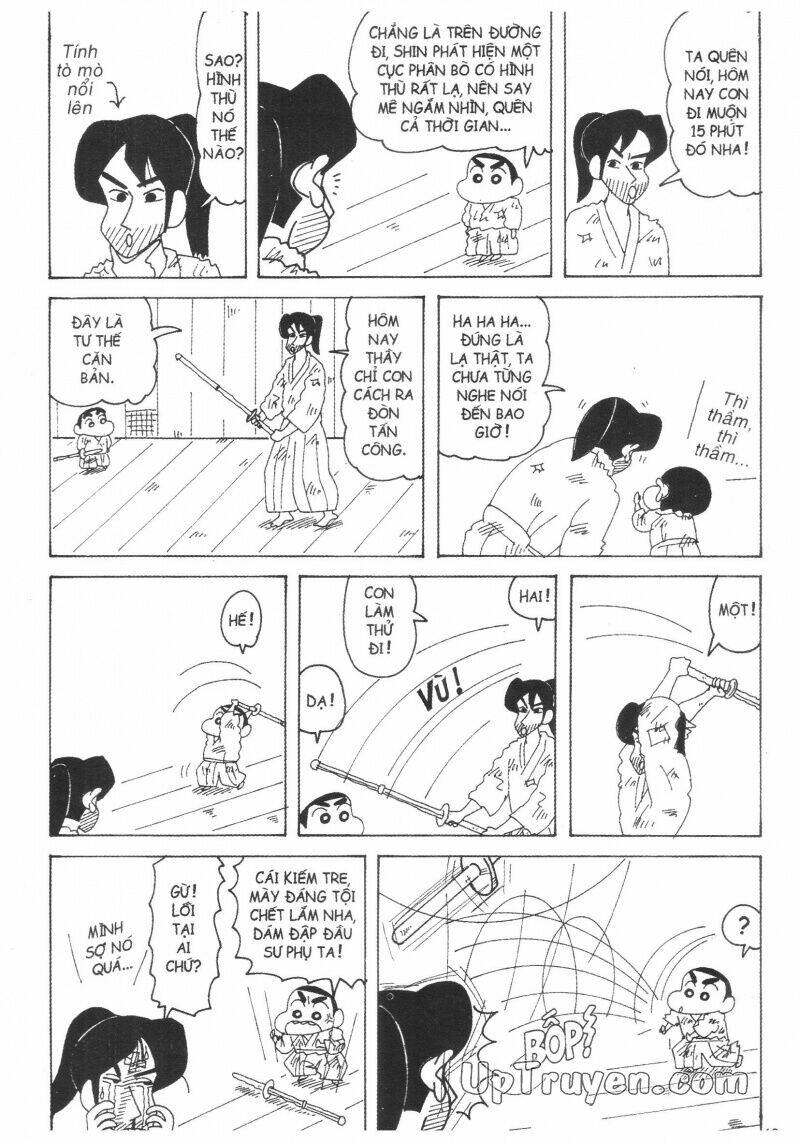 TA QUÊN
NÓI, HÔM
NAY CON
ĐI MUỘN
15 PHÚT
ĐÓ NHA!
CHẲNG LÀ TRÊN ĐƯỜNG
ĐI, SHIN PHÁT HIỆN MỘT
CỤC PHÂN BÒ CÓ HÌNH
THÙ RẤT LẠ, NÊN SAY
MÊ NGẮM NHÌN, QUÊN
CẢ THỜI GIAN...
SAO?
HÌNH
THÙ
NÓ
THẾ
NÀO?
Tính
tò mò
nổi
lên
Thì
thầm,
thì
thầm...
HA HA HA...
ĐÚNG LÀ
LẠ THẬT, TA
CHƯA TỪNG
NGHE NÓI
ĐẾN BAO
GIỜ!
HÔM
NAY
THẦY
CHỈ CON
CÁCH RA
ĐÒN
TẤN
CÔNG.
ĐÂY LÀ
TƯ THẾ
CĂN
BẢN.
MỘT!
HAI!
VÙ!
CON
LÀM
THỬ
ĐI!
DẠ!
HẾ!
?
BỐP!
UpTruyen.com
CÁI KIẾM TRE,
MÀY ĐÁNG TỘI
CHẾT LẮM NHA,
DÁM ĐẬP ĐẦU
SƯ PHỤ TA!
GỪ!
LỖI
TẠI
AI
CHỨ?
MÌNH
SỢ NÓ
QUÁ...